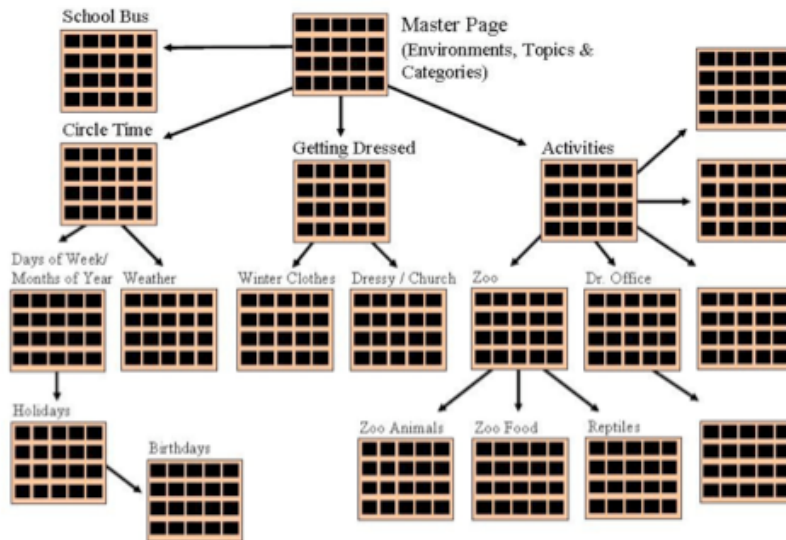 School Bus
Master Page
(Environments, Topics &
Categories)
Circle Time
Getting Dressed
Activities
Days of Week/
Months of Year
Weather
Winter Clothes
Dressy / Church
Zoo
Dr. Office
Holidays
Birthdays
Zoo Animals
Zoo Food
Reptiles